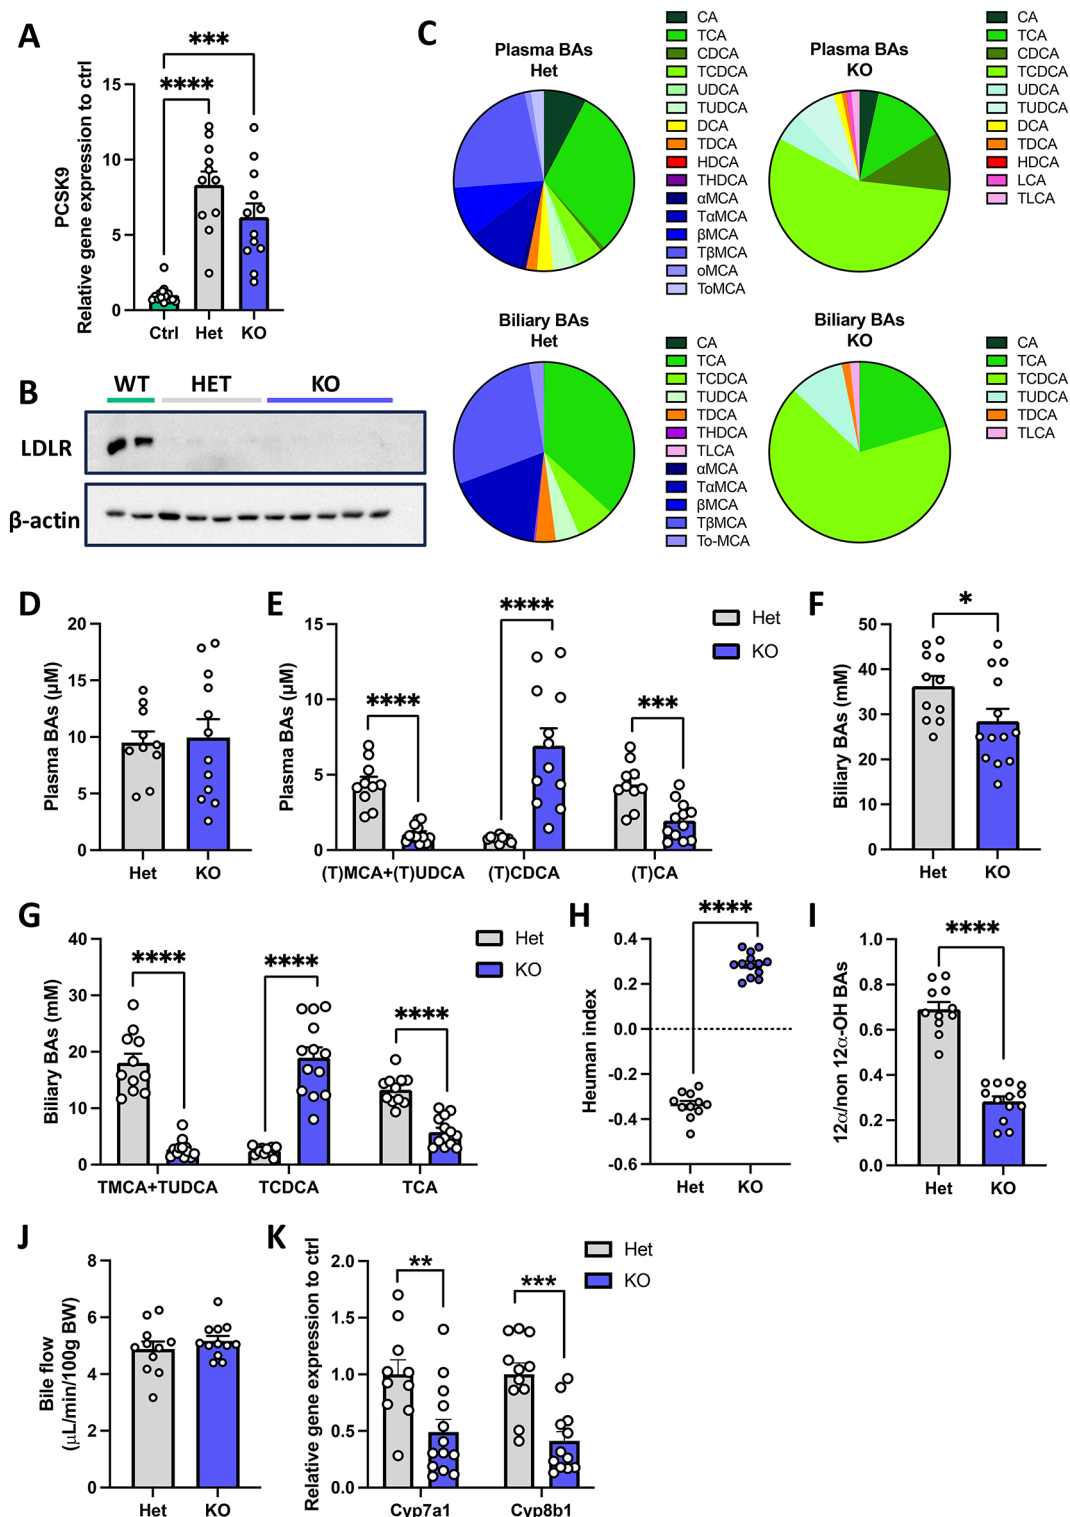 A
PCSK9
Relative gene expression to ctrl
***
****
15
10
5
0
Ctrl
Het
KO
B
WT
HET
KO
LDLR
β-actin
C
Plasma BAs
Het
CA
TCA
CDCA
TCDCA
UDCA
TUDCA
DCA
TDCA
HDCA
THDCA
αMCA
TαMCA
βMCA
TβMCA
oMCA
ToMCA
Plasma BAs
KO
CA
TCA
CDCA
TCDCA
UDCA
TUDCA
DCA
TDCA
HDCA
LCA
TLCA
Biliary BAs
Het
CA
TCA
TCDCA
TUDCA
TDCA
THDCA
TLCA
αMCA
TαMCA
βMCA
TβMCA
To-MCA
Biliary BAs
KO
CA
TCA
TCDCA
TUDCA
TDCA
TLCA
D
Plasma BAs (µM)
20
15
10
5
0
Het
KO
E
Plasma BAs (µM)
15
10
5
0
****
****
***
Het
KO
(T)MCA+(T)UDCA
(T)CDCA
(T)CA
F
Biliary BAs (mM)
50
40
30
20
10
0
*
Het
KO
G
Biliary BAs (mM)
40
30
20
10
0
****
****
****
Het
KO
TMCA+TUDCA
TCDCA
TCA
H
Heuman index
0.4
0.2
0.0
-0.2
-0.4
-0.6
****
Het
KO
I
12α/non 12α-OH BAs
1.0
0.8
0.6
0.4
0.2
0.0
****
Het
KO
J
Bile flow
(µL/min/100g BW)
8
6
4
2
0
Het
KO
K
Relative gene expression to ctrl
2.0
1.5
1.0
0.5
0.0
**
***
Het
KO
Cyp7a1
Cyp8b1